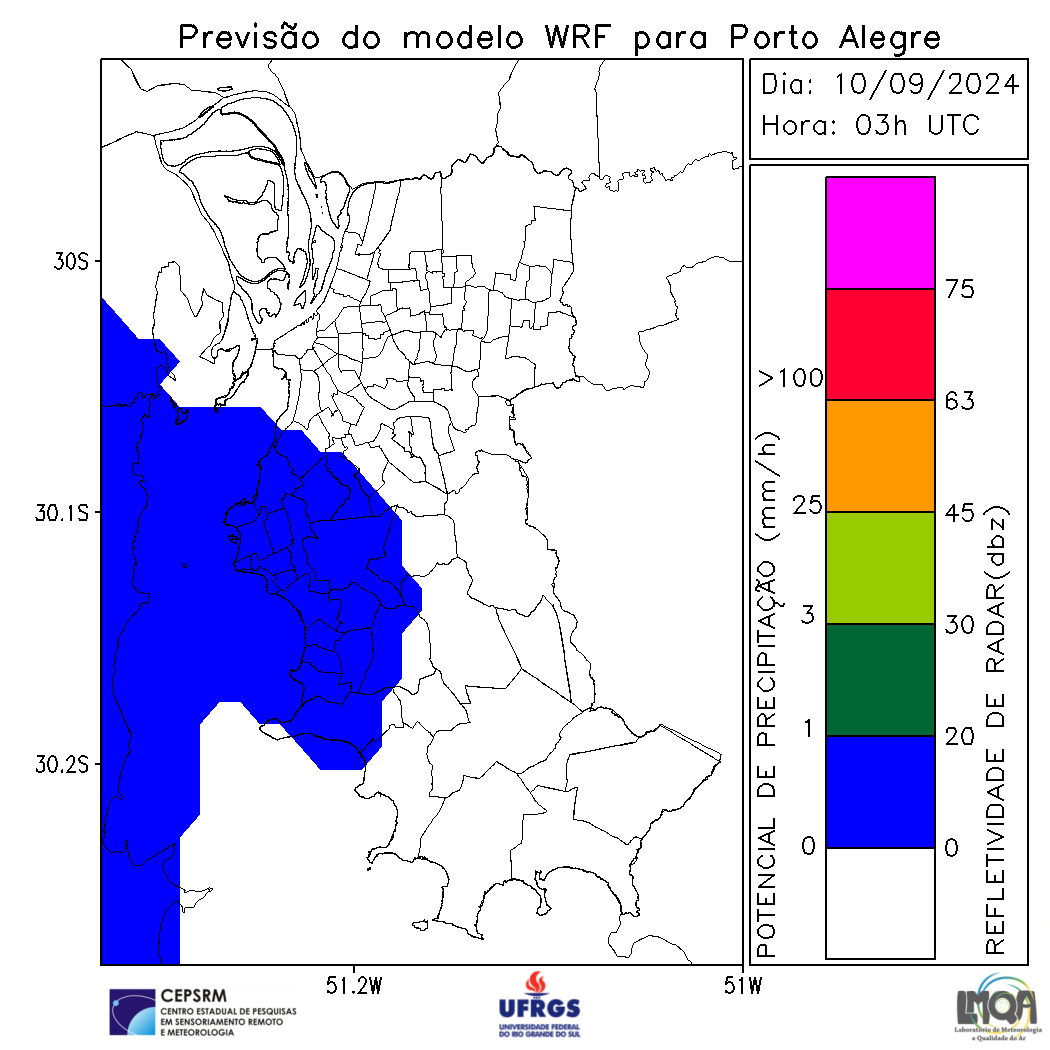 Previsão do modelo WRF para Porto Alegre
Dia: 10/09/2024
Hora: 03h UTC
30S
30.1S
30.2S
51.2W
51W
POTENCIAL DE PRECIPITAÇÃO (mm/h)
>100
25
3
1
0
75
63
45
30
20
0
REFLETIVIDADE DE RADAR(dbz)
CEPSRM
CENTRO ESTADUAL DE PESQUISAS
EM SENSORIAMENTO REMOTO
E METEOROLOGIA
UFRGS
UNIVERSIDADE FEDERAL
DO RIO GRANDE DO SUL
LMQA
Laboratório de Meteorologia
e Qualidade do Ar